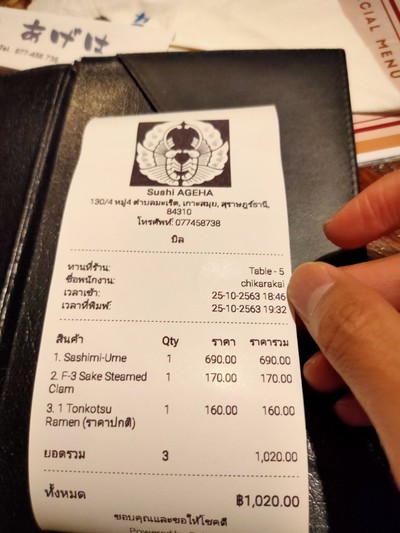 あげは
Tel. 077-458 738
CIAL MENU
Sushi AGEHA
130/4 หมู่4 ตำบลมะเร็ต, เกาะสมุย, สุราษฎร์ธานี,
84310
โทรศัพท์: 077458738
บิล
ทานที่ร้าน: Table - 5
ชื่อพนักงาน: chikarakai
เวลาเข้า: 25-10-2563 18:46
เวลาที่พิมพ์: 25-10-2563 19:32
สินค้า Qty ราคา ราคารวม
1. Sashimi-Ume 1 690.00 690.00
2. F-3 Sake Steamed 1 170.00 170.00
Clam
3. 1 Tonkotsu 1 160.00 160.00
Ramen (ราคาปกติ)
ยอดรวม 3 1,020.00
ทั้งหมด ฿1,020.00
ขอบคุณและขอให้โชคดี